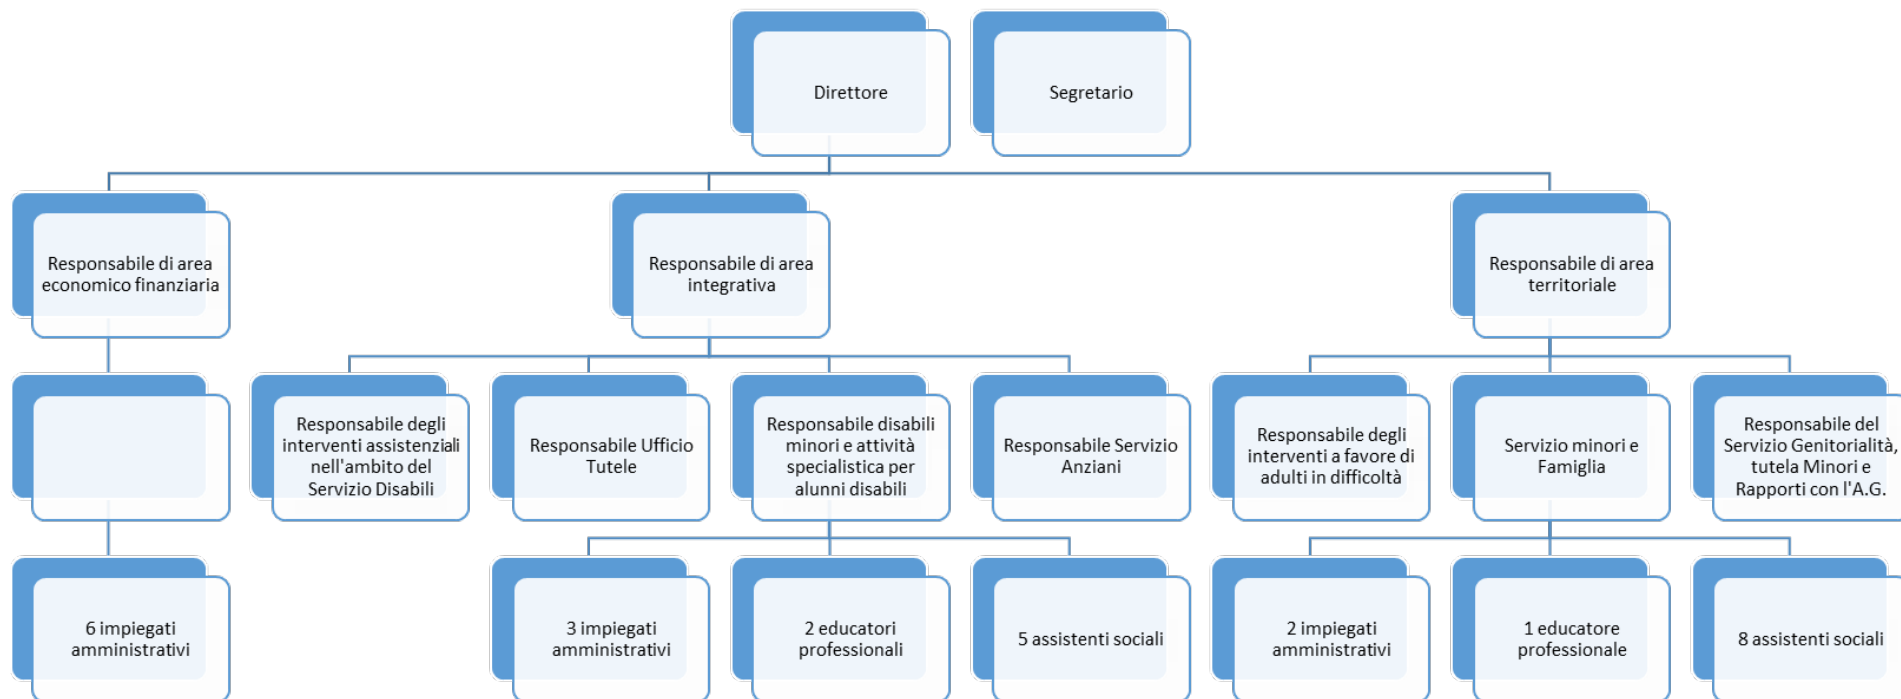 Direttore
Segretario
Responsabile di area
economico finanziaria
Responsabile di area
integrativa
Responsabile di area
territoriale
Responsabile degli
interventi assistenziali
nell'ambito del
Servizio Disabili
Responsabile Ufficio
Tutele
Responsabile disabili
minori e attività
specialistica per
alunni disabili
Responsabile Servizio
Anziani
Responsabile degli
interventi a favore di
adulti in difficoltà
Servizio minori e
Famiglia
Responsabile del
Servizio Genitorialità,
tutela Minori e
Rapporti con l'A.G.
6 impiegati
amministrativi
3 impiegati
amministrativi
2 educatori
professionali
5 assistenti sociali
2 impiegati
amministrativi
1 educatore
professionale
8 assistenti sociali